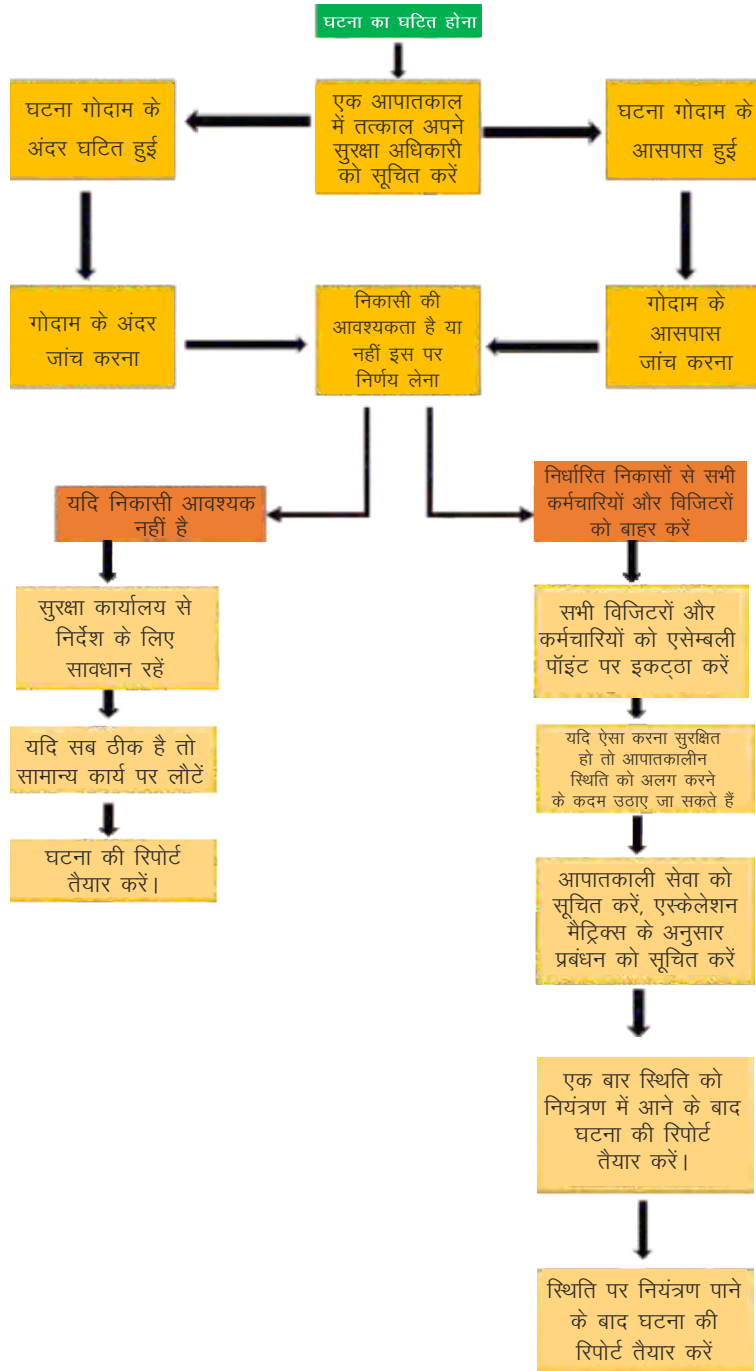 घटना का घटित होना
घटना गोदाम के
अंदर घटित हुई
एक आपातकाल
में तत्काल अपने
सुरक्षा अधिकारी
को सूचित करें
घटना गोदाम के
आसपास हुई
गोदाम के अंदर
जांच करना
निकासी की
आवश्यकता है या
नहीं इस पर
निर्णय लेना
गोदाम के
आसपास
जांच करना
यदि निकासी आवश्यक
नहीं है
निर्धारित निकासों से सभी
कर्मचारियों और विजिटरों
को बाहर करें
सुरक्षा कार्यालय से
निर्देश के लिए
सावधान रहें
यदि सब ठीक है तो
सामान्य कार्य पर लौटें
घटना की रिपोर्ट
तैयार करें।
सभी विजिटरों और
कर्मचारियों को एसेम्बली
पॉइंट पर इकट्ठा करें
यदि ऐसा करना सुरक्षित
हो तो आपातकालीन
स्थिति को अलग करने
के कदम उठाए जा सकते हैं
आपातकाली सेवा को
सूचित करें, एस्केलेशन
मैट्रिक्स के अनुसार
प्रबंधन को सूचित करें
एक बार स्थिति को
नियंत्रण में आने के बाद
घटना की रिपोर्ट
तैयार करें।
स्थिति पर नियंत्रण पाने
के बाद घटना की
रिपोर्ट तैयार करें